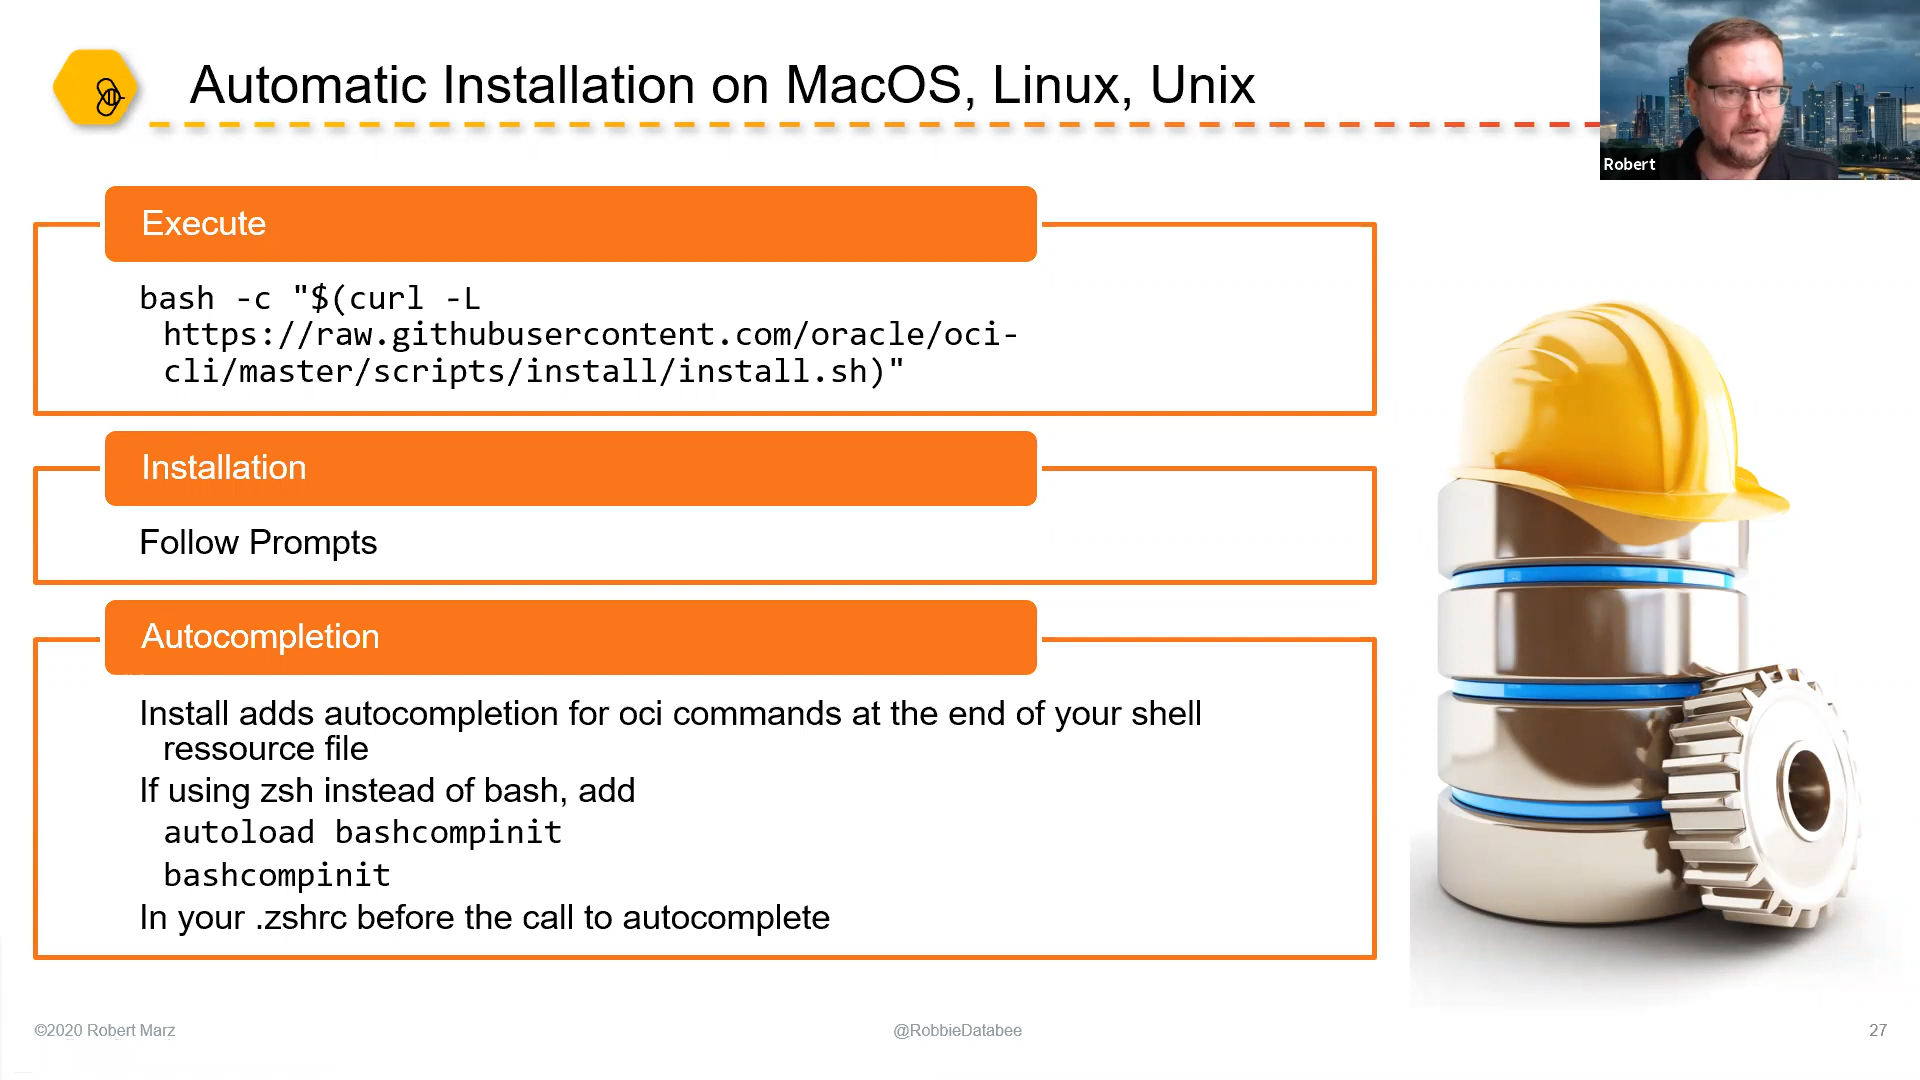 Automatic Installation on MacOS, Linux, Unix
Robert
Execute
bash -c "$(curl -L
https://raw.githubusercontent.com/oracle/oci-
cli/master/scripts/install/install.sh)"
Installation
Follow Prompts
Autocompletion
Install adds autocompletion for oci commands at the end of your shell
ressource file
If using zsh instead of bash, add
autoload bashcompinit
bashcompinit
In your .zshrc before the call to autocomplete
©2020 Robert Marz
@RobbieDatabee
27